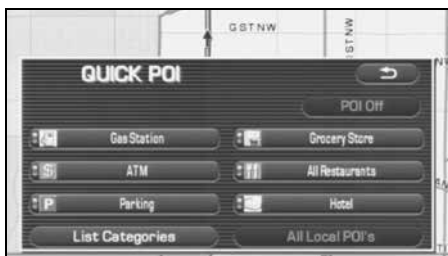 G ST NW
QUICK POI
POI Off
Gas Station
Grocery Store
$
ATM
All Restaurants
P
Parking
Hotel
List Categories
All Local POI's